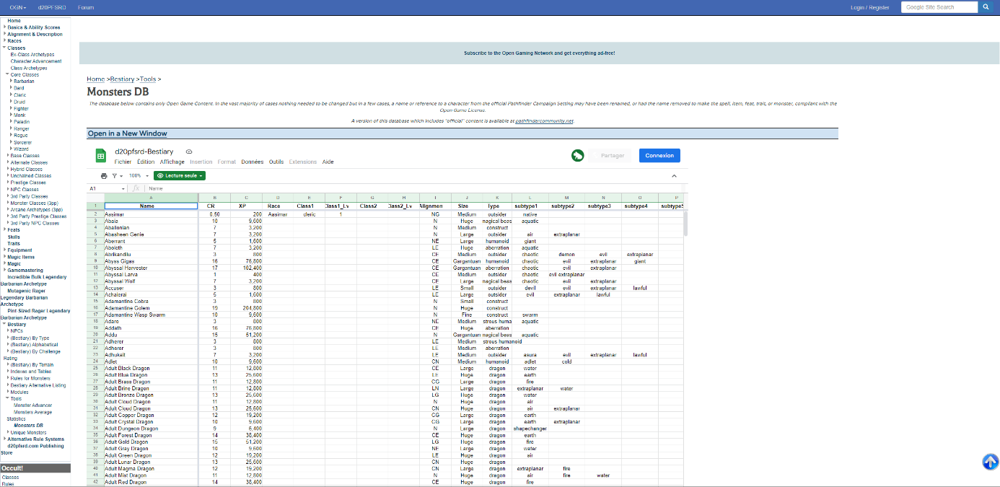 OGN
d20PFSRD
Forum
Login / Register
Google Site Search
Home
Basics & Ability Scores
Alignment & Description
Races
Classes
Ex-Class Archetypes
Character Advancement
Class Archetypes
Core Classes
Barbarian
Bard
Cleric
Druid
Fighter
Monk
Paladin
Ranger
Rogue
Sorcerer
Wizard
Base Classes
Alternate Classes
Hybrid Classes
Unchained Classes
Prestige Classes
NPC Classes
3rd Party Classes
Monster Classes (3pp)
Arcane Archetypes (3pp)
3rd Party Prestige Classes
3rd Party NPC Classes
Feats
Skills
Traits
Equipment
Magic Items
Magic
Gamemastering
Incredible Bulk Legendary
Barbarian Archetype
Mutagenic Rager
Legendary Barbarian
Archetype
Pint-Sized Rager Legendary
Barbarian Archetype
Bestiary
NPCs
(Bestiary) By Type
(Bestiary) Alphabetical
(Bestiary) By Challenge
Rating
(Bestiary) By Terrain
Indexes and Tables
Rules for Monsters
Bestiary Alternative Listing
Modules
Tools
Monster Advancer
Monsters Average
Statistics
Monsters DB
Unique Monsters
Alternative Rule Systems
d20pfsrd.com Publishing
Store
Occult!
Classes
Rules
Subscribe to the Open Gaming Network and get everything ad-free!
Home >Bestiary >Tools >
Monsters DB
The database below contains only Open Game Content. In the vast majority of cases nothing needed to be changed but in a few cases, a name or reference to a character from the official Pathfinder Campaign Setting may have been renamed, or had the name removed to make the spell, item, feat, trait, or monster, compliant with the
Open Game License.
A version of this database which includes "official" content is available at pathfindercommunity.net.
Open in a New Window
d20pfsrd-Bestiary
Fichier Édition Affichage Insertion Format Données Outils Extensions Aide
Partager
Connexion
100% Lecture seule
A1 fx Name
A B C D E F G H I J K L M N O P
1 Name CR XP Race Class1 Class1_Lv Class2 Class2_Lv Alignmen Size Type subtype1 subtype2 subtype3 subtype4 subtype5
2 Aasimar 0.50 200 Aasimar cleric 1 NG Medium outsider native
3 Abaia 10 9,600 N Huge nagical beas aquatic
4 Aballonian 7 3,200 N Medium construct
5 Abasheen Genie 7 3,200 N Large outsider air extraplanar
6 Aberrant 5 1,600 NE Large humanoid giant
7 Aboleth 7 3,200 LE Huge aberration aquatic
8 Abrikandilu 3 800 CE Medium outsider chaotic demon evil extraplanar
9 Abyss Gigas 16 76,800 CE Gargantuan humanoid chaotic evil extraplanar giant
10 Abyssal Harvester 17 102,400 CE Gargantuan aberration chaotic evil extraplanar
11 Abyssal Larva 1 400 CE Medium outsider chaotic evil extraplanar
12 Abyssal Wolf 7 3,200 CE Large nagical beas chaotic evil extraplanar
13 Accuser 3 800 LE Small outsider devil evil extraplanar lawful
14 Achaierai 5 1,600 LE Large outsider evil extraplanar lawful
15 Adamantine Cobra 3 800 N Small construct
16 Adamantine Golem 19 204,800 N Huge construct
17 Adamantine Wasp Swarm 10 9,600 N Fine construct swarm
18 Adaro 3 800 NE Medium strous huma aquatic
19 Addath 16 76,800 CE Huge aberration
20 Addu 15 51,200 N Gargantuan nagical beas aquatic
21 Adherer 3 800 LE Medium strous humanoid
22 Adherer 3 800 LE Medium aberration
23 Adhukait 7 3,200 LE Medium outsider asura evil extraplanar lawful
24 Adlet 10 9,600 CN Medium humanoid adlet cold
25 Adult Black Dragon 11 12,800 CE Large dragon water
26 Adult Blue Dragon 13 25,600 LE Huge dragon earth
27 Adult Brass Dragon 11 12,800 CG Large dragon fire
28 Adult Brine Dragon 11 12,800 LN Large dragon extraplanar water
29 Adult Bronze Dragon 13 25,600 LG Huge dragon water
30 Adult Cloud Dragon 11 12,800 N Huge dragon air
31 Adult Cloud Dragon 13 25,600 CN Huge dragon air extraplanar
32 Adult Copper Dragon 12 19,200 CG Large dragon earth
33 Adult Crystal Dragon 10 9,600 CG Large dragon earth extraplanar
34 Adult Dungeon Dragon 9 6,400 N Large dragon shapechanger
35 Adult Forest Dragon 14 38,400 CE Huge dragon earth
36 Adult Gold Dragon 15 51,200 LG Huge dragon fire
37 Adult Gray Dragon 10 9,600 NE Large dragon water
38 Adult Green Dragon 12 19,200 LE Huge dragon air
39 Adult Lunar Dragon 13 25,600 CN Huge dragon
40 Adult Magma Dragon 12 19,200 CN Large dragon extraplanar fire
41 Adult Mist Dragon 11 12,800 N Huge dragon air fire water
42 Adult Red Dragon 14 38,400 CE Huge dragon fire